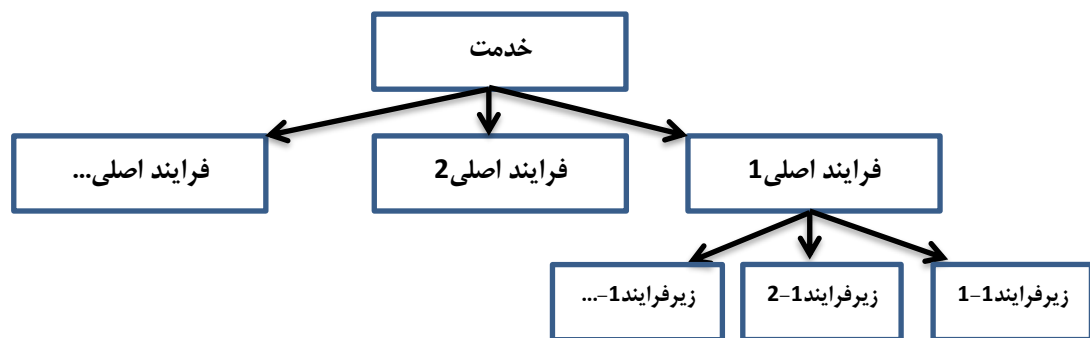 خدمت
فرایند اصلی1
فرایند اصلی2
فرایند اصلی...
زیرفرایند1-1
زیرفرایند1-2
زیرفرایند1-...